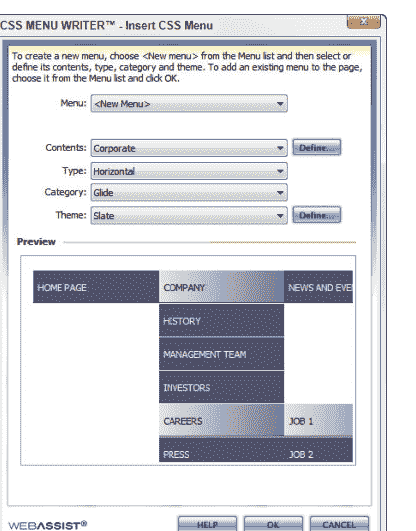 CSS MENU WRITER™ - Insert CSS Menu
To create a new menu, choose <New menu> from the Menu list and then select or
define its contents, type, category and theme. To add an existing menu to the page,
choose it from the Menu list and click OK.
Menu: <New Menu>
Contents: Corporate Define...
Type: Horizontal
Category: Glide
Theme: Slate Define...
Preview
HOME PAGE COMPANY NEWS AND EVE
HISTORY
MANAGEMENT TEAM
INVESTORS
CAREERS JOB 1
PRESS JOB 2
WEBASSIST® HELP OK CANCEL